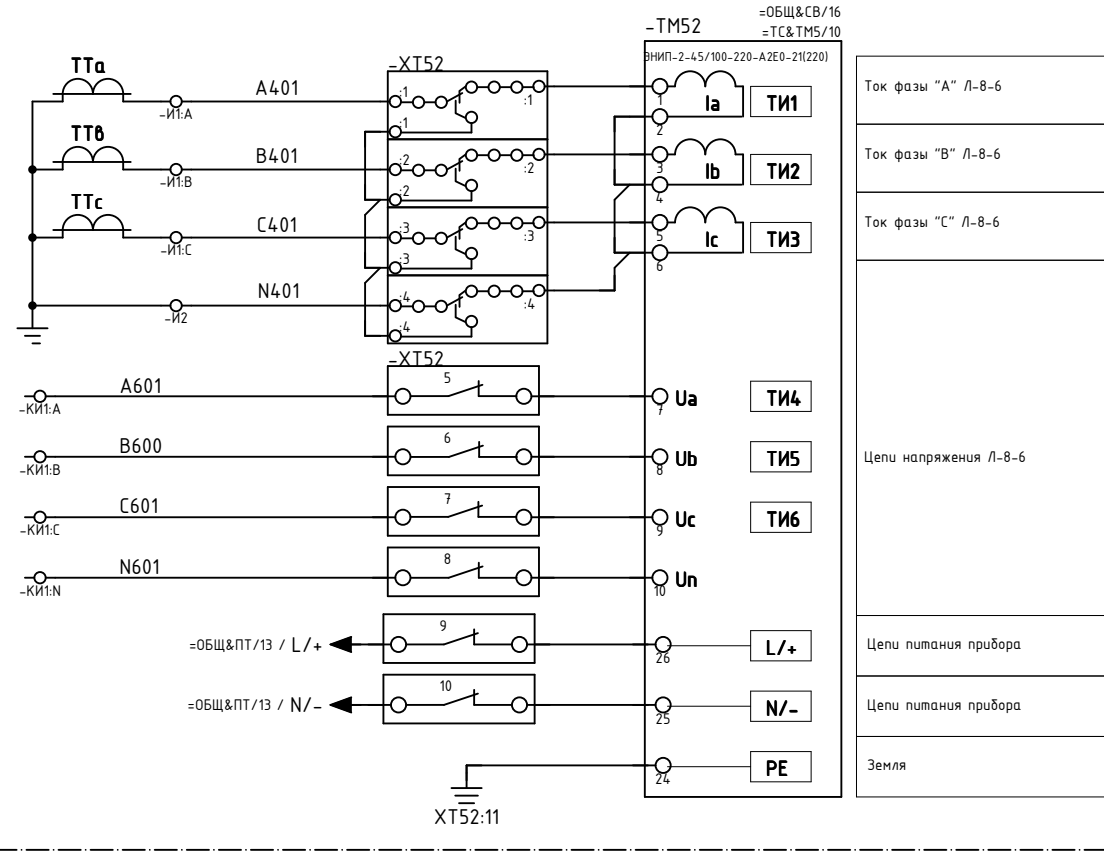 =ОБЩ&СВ/16
-ТМ52
=ТС&ТМ5/10
ЭНИП-2-45/100-220-А2Е0-21(220)
ТТа
А401
-И1:А
-ХТ52
:1
:1
:1
1
2
Ia
ТИ1
Ток фазы "А" Л-8-6
ТТв
В401
-И1:В
:2
:2
:2
3
4
Ib
ТИ2
Ток фазы "В" Л-8-6
ТТс
С401
-И1:С
:3
:3
:3
5
6
Ic
ТИ3
Ток фазы "С" Л-8-6
N401
-И2
:4
:4
:4
-ХТ52
А601
-КИ1:А
5
7
Ua
ТИ4
В600
-КИ1:В
6
8
Ub
ТИ5
Цепи напряжения Л-8-6
С601
-КИ1:С
7
9
Uc
ТИ6
N601
-КИ1:N
8
10
Un
=ОБЩ&ПТ/13 / L/+
9
26
L/+
Цепи питания прибора
=ОБЩ&ПТ/13 / N/-
10
25
N/-
Цепи питания прибора
24
PE
Земля
ХТ52:11